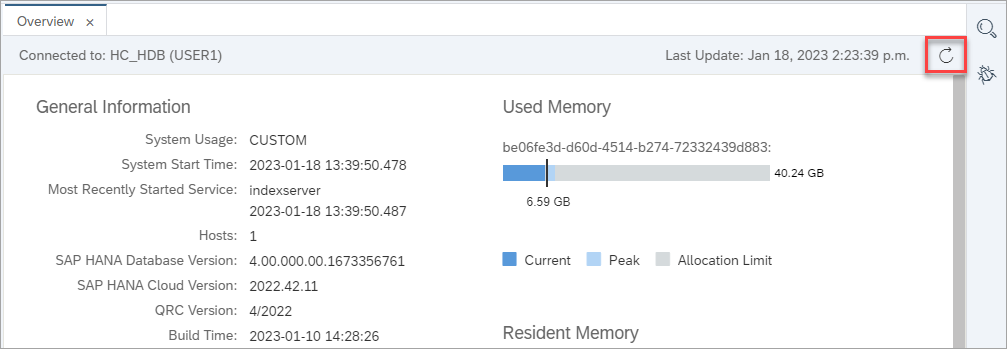 Overview ×
Connected to: HC_HDB (USER1)
Last Update: Jan 18, 2023 2:23:39 p.m.
General Information
System Usage: CUSTOM
System Start Time: 2023-01-18 13:39:50.478
Most Recently Started Service: indexserver
2023-01-18 13:39:50.487
Hosts: 1
SAP HANA Database Version: 4.00.000.00.1673356761
SAP HANA Cloud Version: 2022.42.11
QRC Version: 4/2022
Build Time: 2023-01-10 14:28:26
Used Memory
be06fe3d-d60d-4514-b274-72332439d883:
40.24 GB
6.59 GB
Current Peak Allocation Limit
Resident Memory